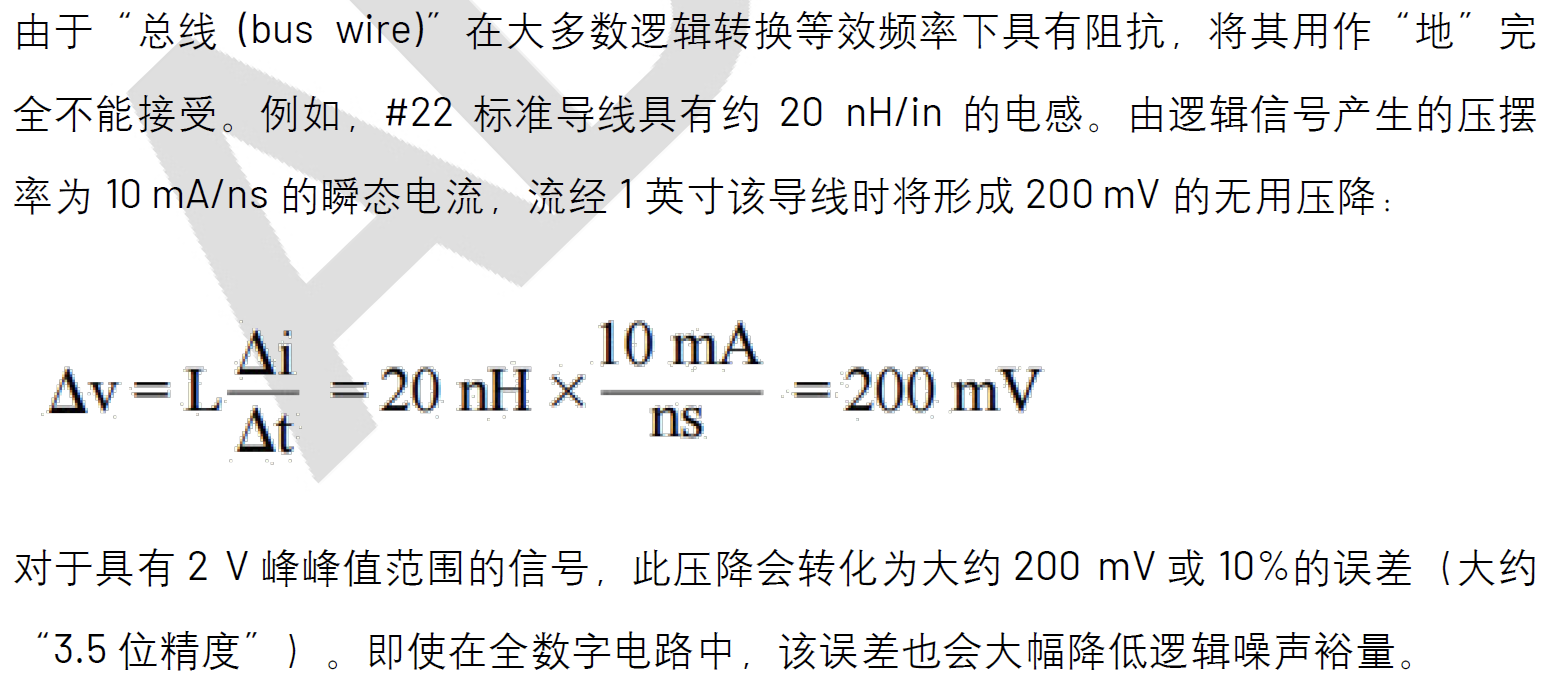 由于“总线 (bus wire)”在大多数逻辑转换等效频率下具有阻抗，将其用作“地”完
全不能接受。例如，#22 标准导线具有约 20 nH/in 的电感。由逻辑信号产生的压摆
率为 10 mA/ns 的瞬态电流，流经 1 英寸该导线时将形成 200 mV 的无用压降：
Δv = L Δi/Δt = 20 nH × 10 mA/ns = 200 mV
对于具有 2 V 峰峰值范围的信号，此压降会转化为大约 200 mV 或 10%的误差（大约
“3.5 位精度”）。即使在全数字电路中，该误差也会大幅降低逻辑噪声裕量。